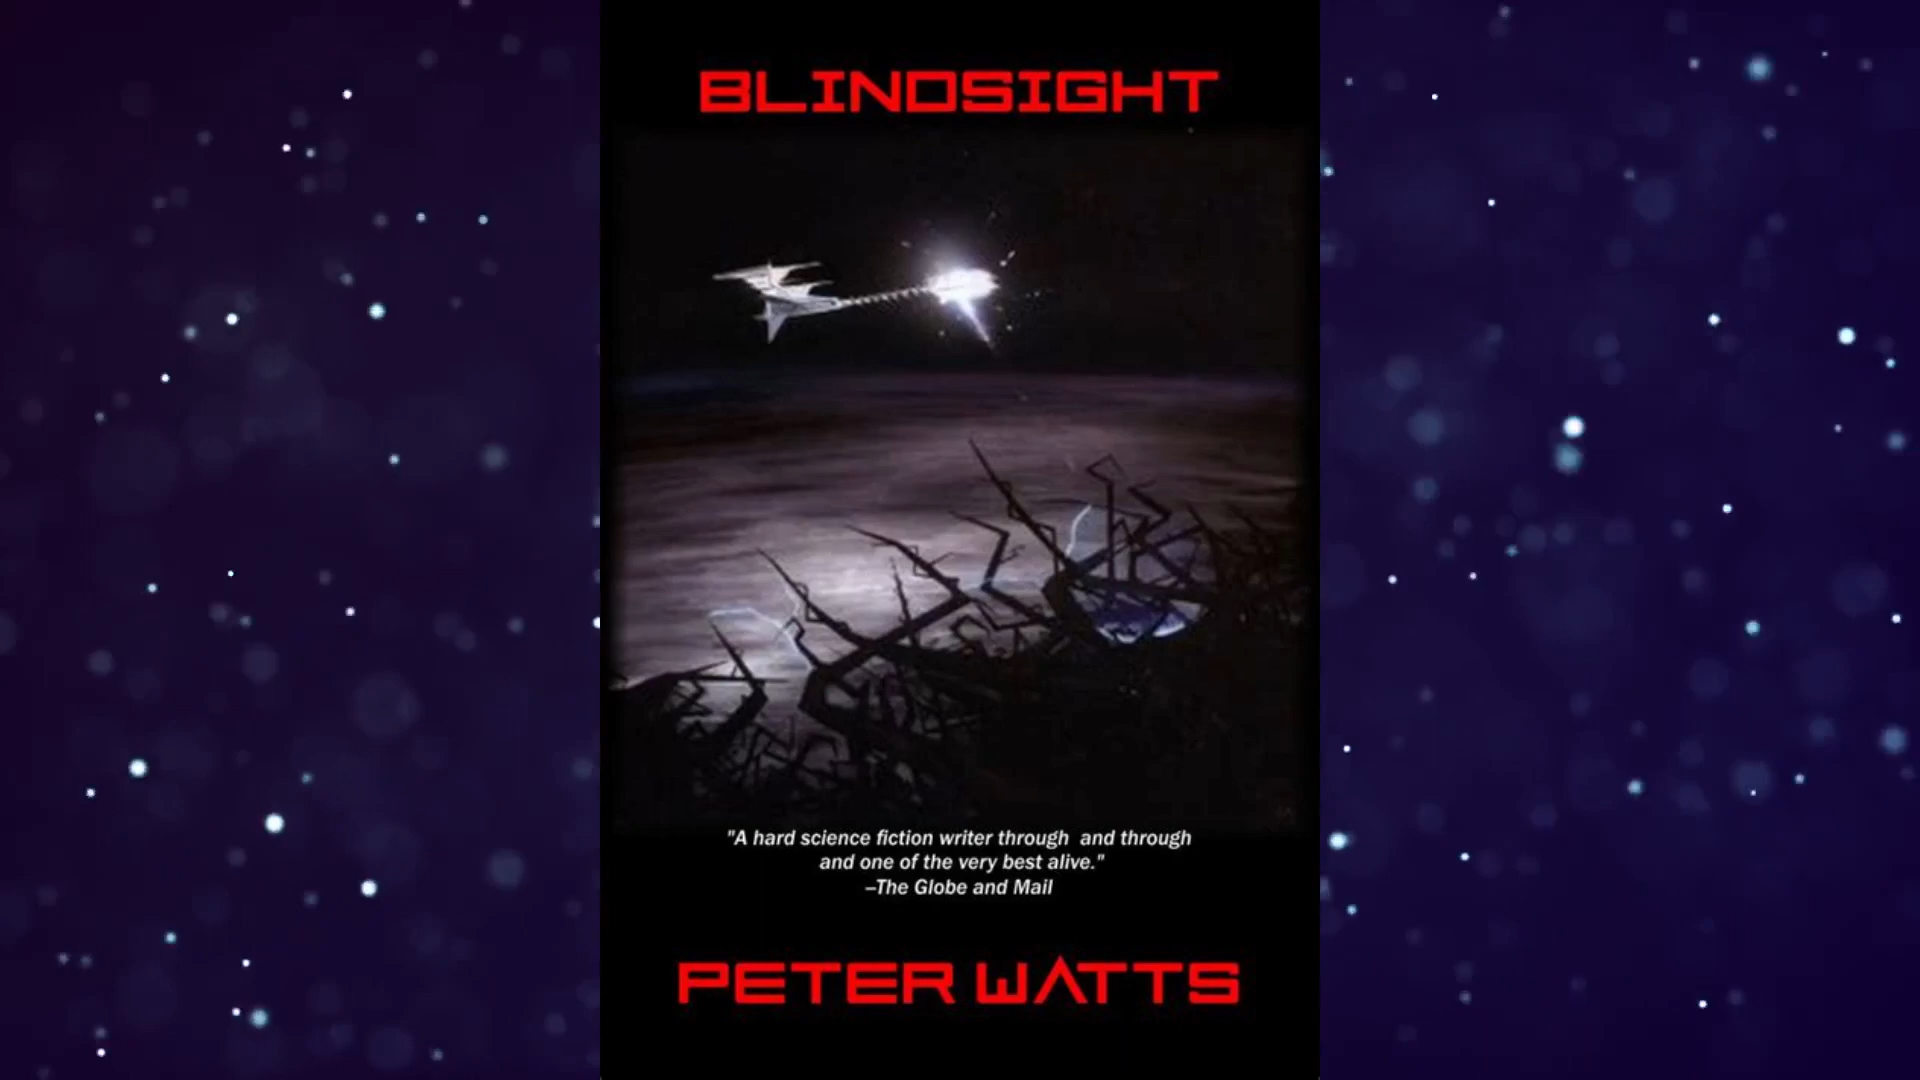 BLINDSIGHT
"A hard science fiction writer through and through
and one of the very best alive."
–The Globe and Mail
PETER WATTS